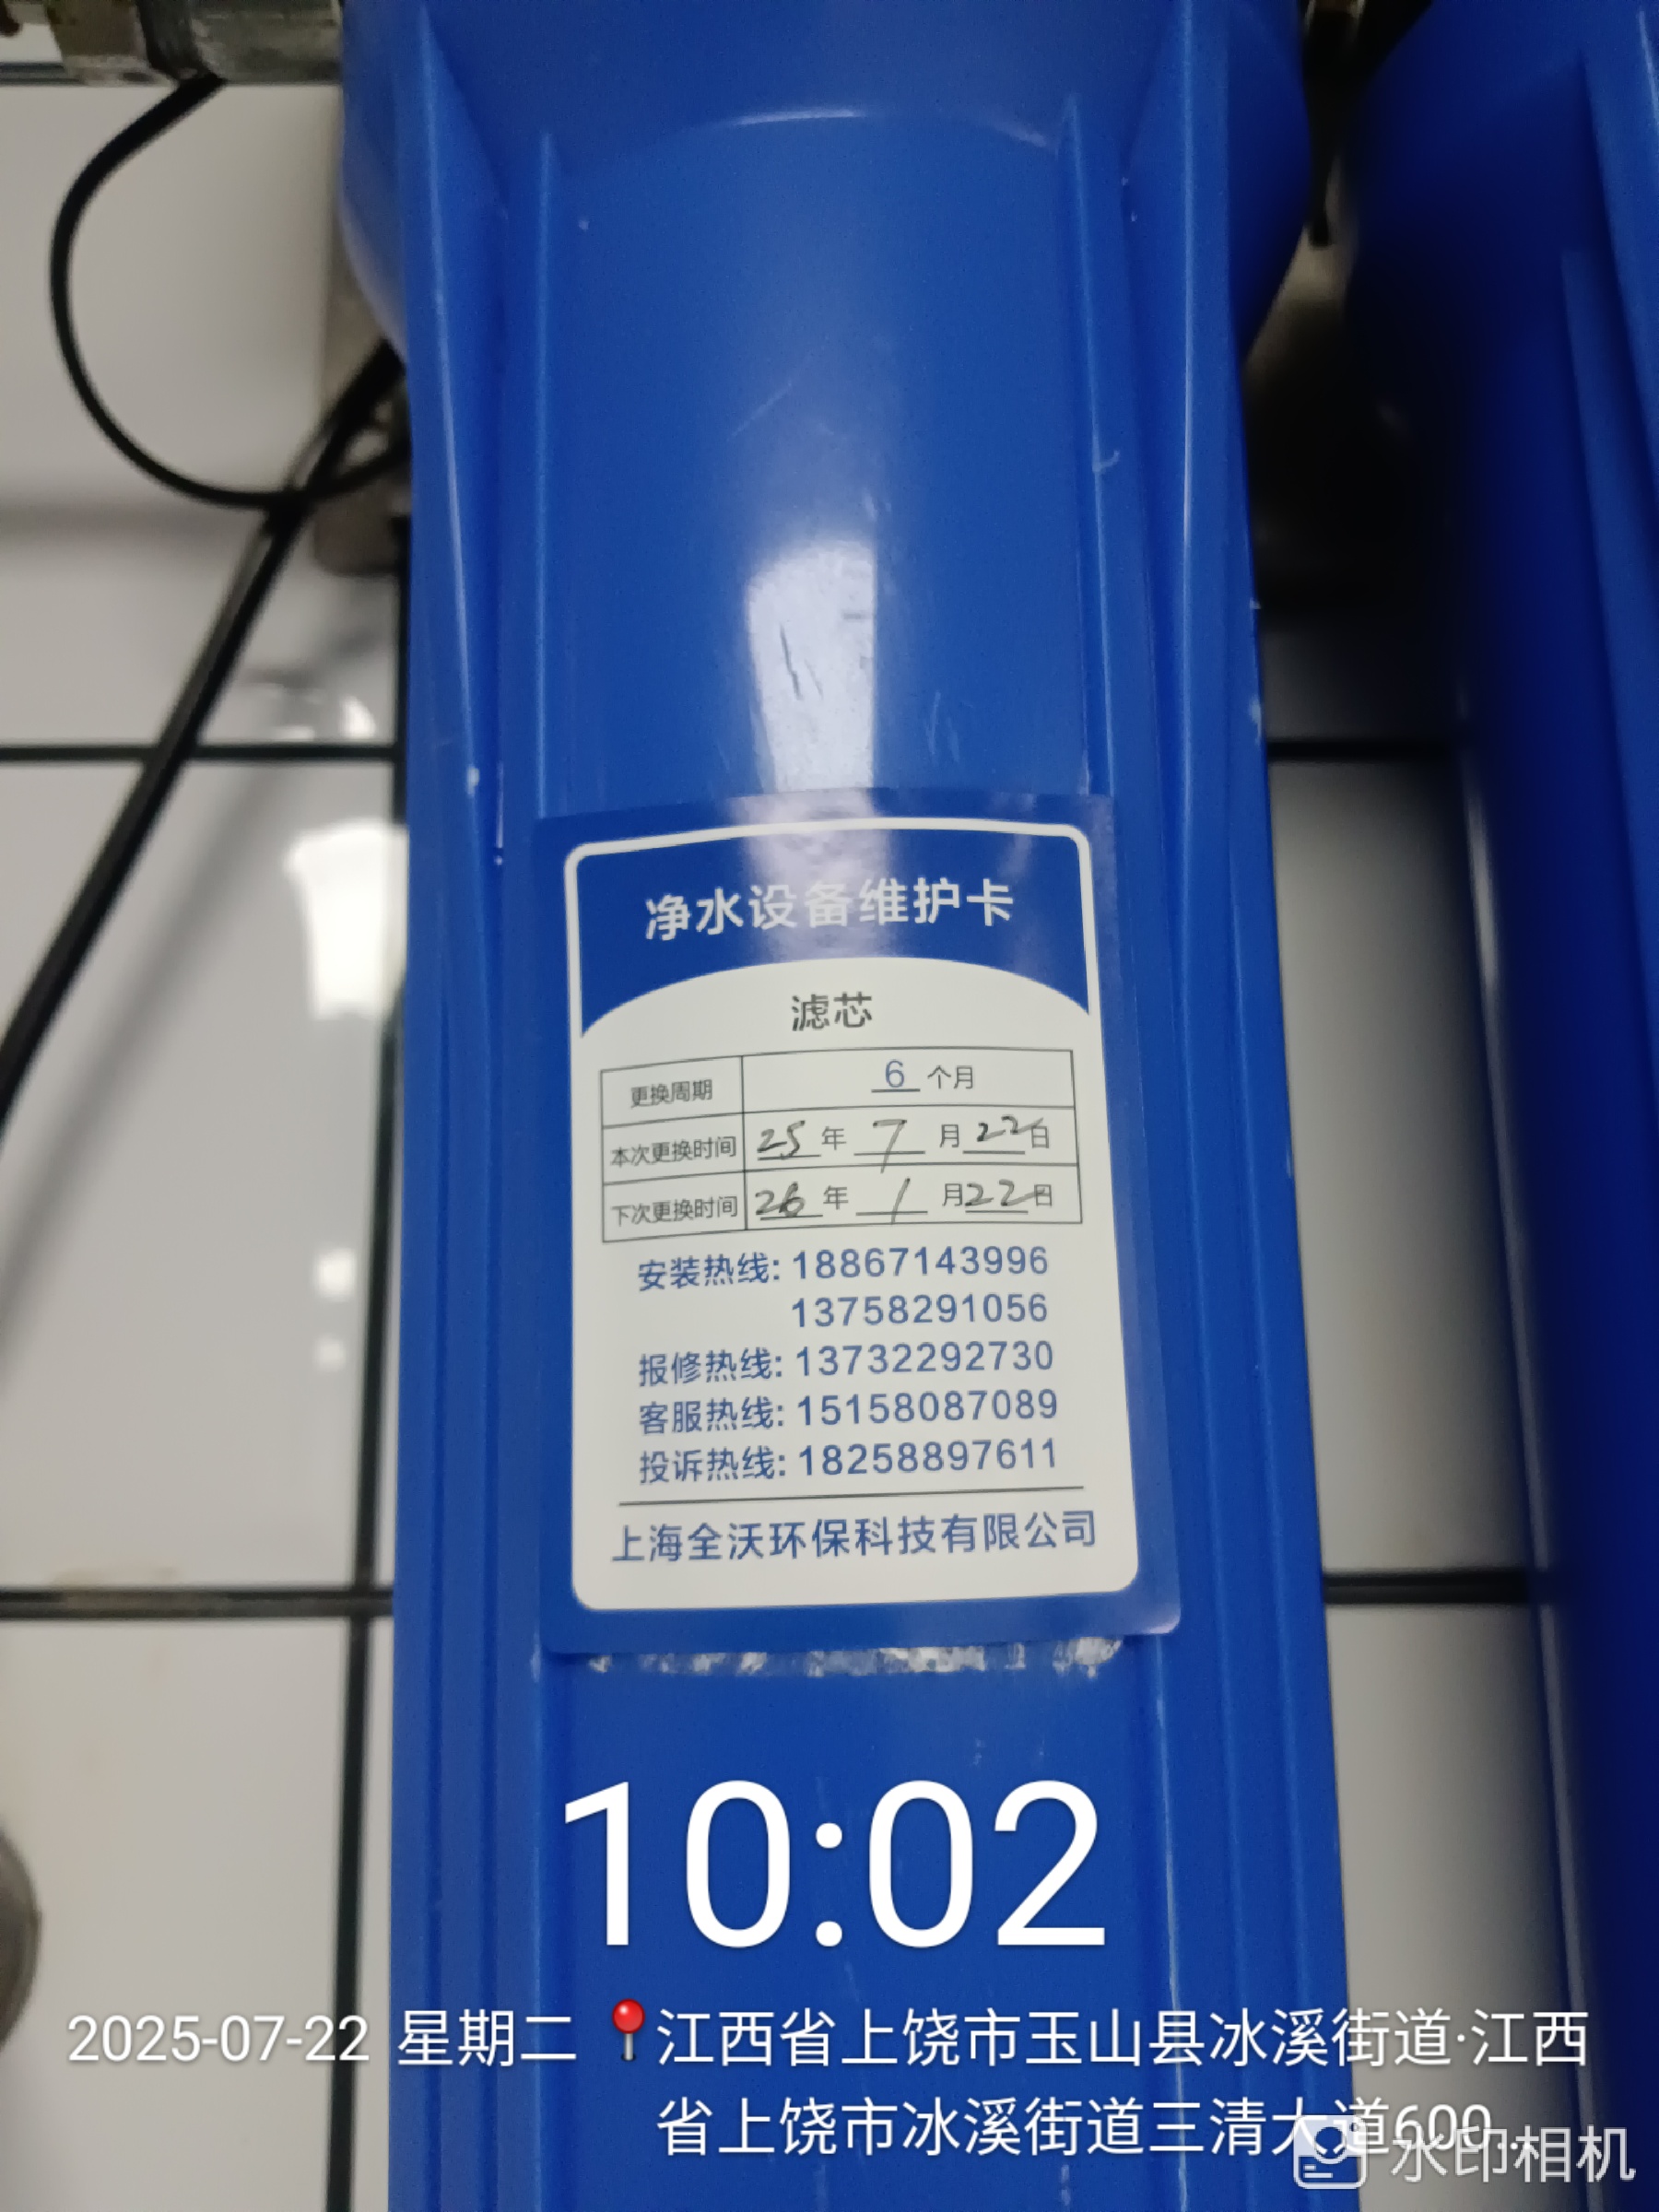 净水设备维护卡
滤芯
更换周期 6 个月
本次更换时间 25 年 7 月 22 日
下次更换时间 26 年 1 月 22 日
安装热线: 18867143996
13758291056
报修热线: 13732292730
客服热线: 15158087089
投诉热线: 18258897611
上海全沃环保科技有限公司
10:02
2025-07-22 星期二 江西省上饶市玉山县冰溪街道·江西
省上饶市冰溪街道三清大道600...
水印相机